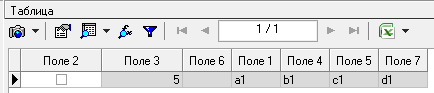 Таблица
1 / 1
Поле 2 Поле 3 Поле 6 Поле 1 Поле 4 Поле 5 Поле 7
5 a1 b1 c1 d1